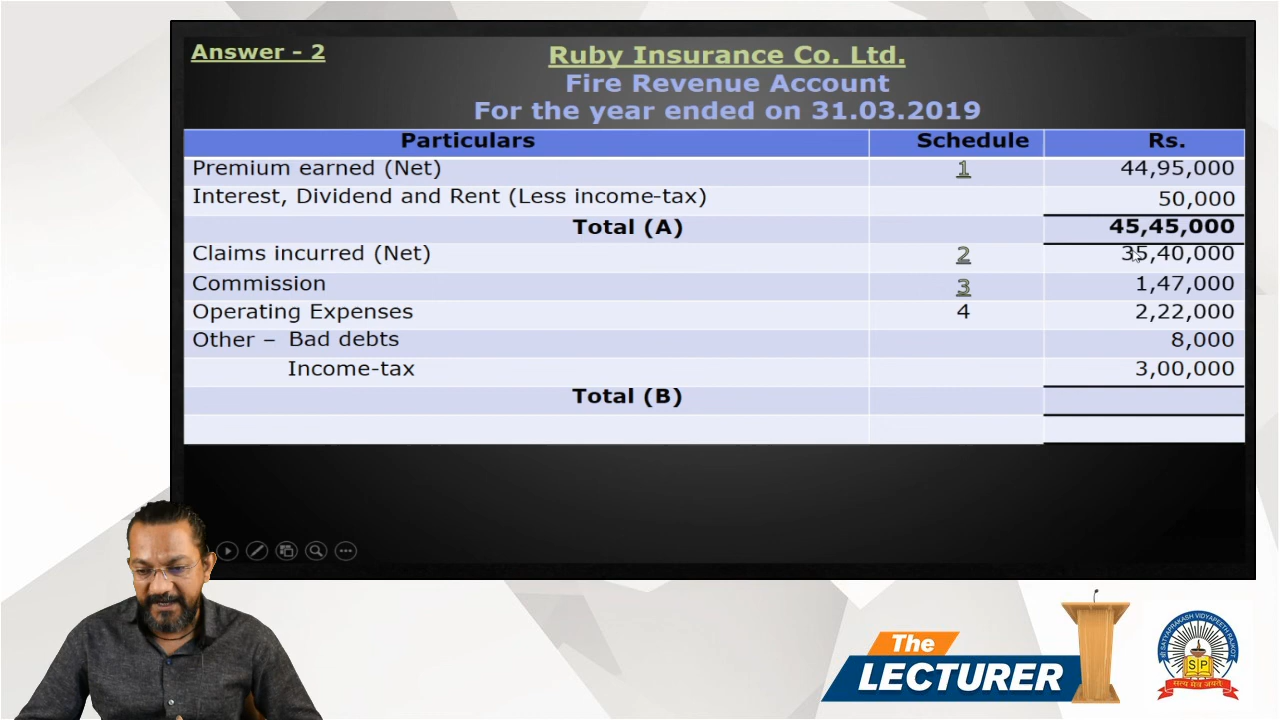 Answer - 2
Ruby Insurance Co. Ltd.
Fire Revenue Account
For the year ended on 31.03.2019
Particulars Schedule Rs.
Premium earned (Net) 1 44,95,000
Interest, Dividend and Rent (Less income-tax) 50,000
Total (A) 45,45,000
Claims incurred (Net) 2 35,40,000
Commission 3 1,47,000
Operating Expenses 4 2,22,000
Other – Bad debts 8,000
Income-tax 3,00,000
Total (B)
The
LECTURER
SP
सत्य मेव जयते